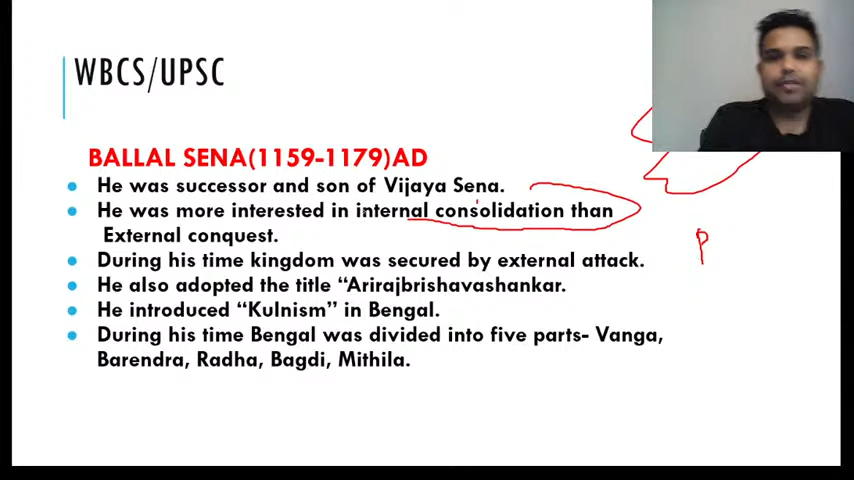 WBCS/UPSC
BALLAL SENA(1159-1179)AD
He was successor and son of Vijaya Sena.
He was more interested in internal consolidation than
External conquest.
During his time kingdom was secured by external attack.
He also adopted the title “Arirajbrishavashankar.
He introduced “Kulnism” in Bengal.
During his time Bengal was divided into five parts- Vanga,
Barendra, Radha, Bagdi, Mithila.
P